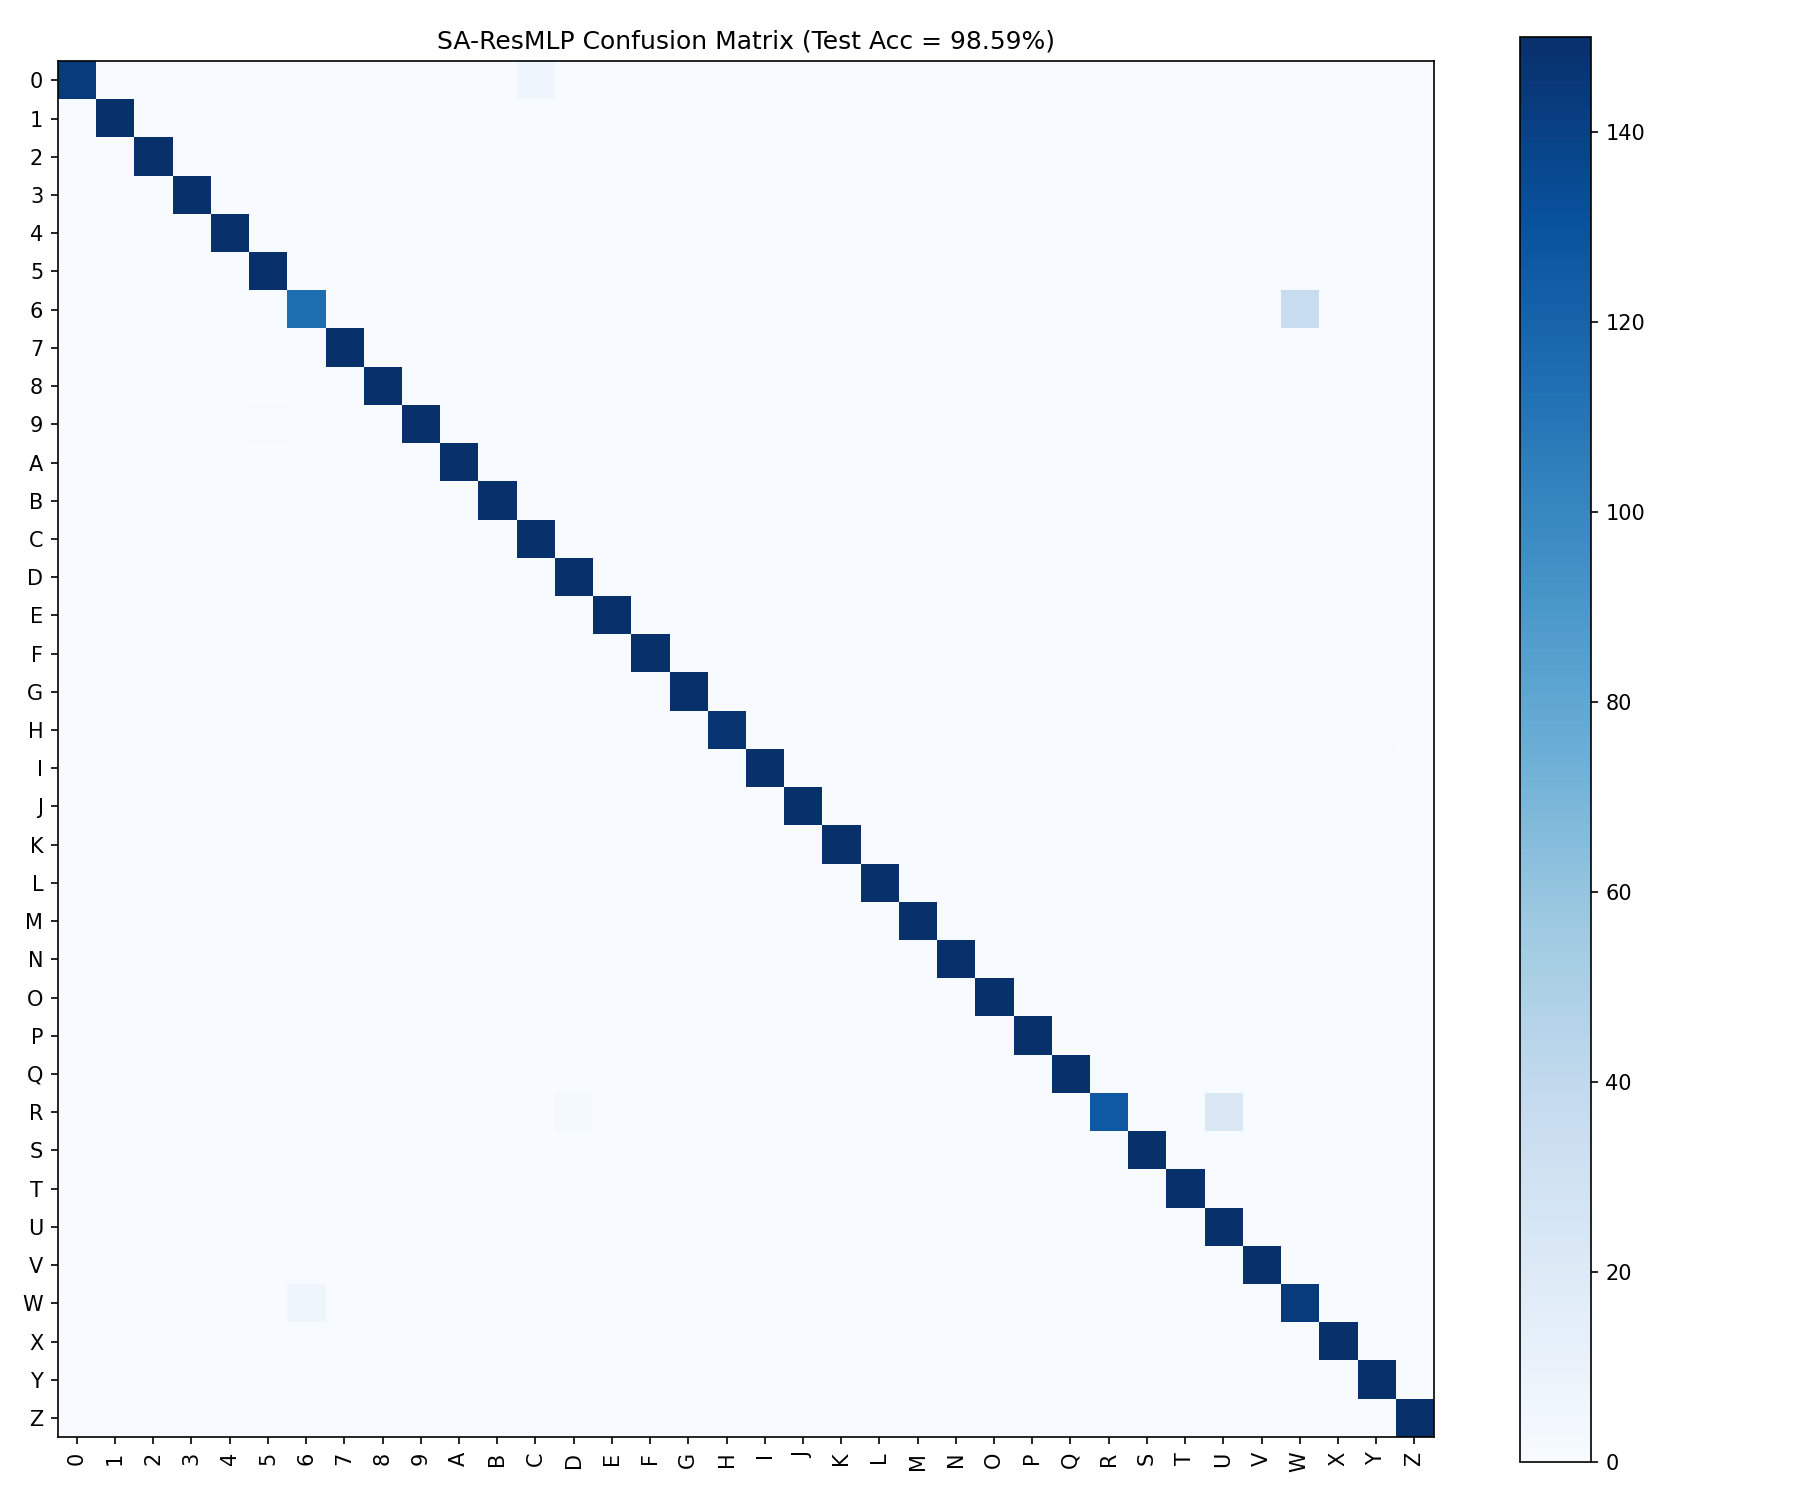 SA-ResMLP Confusion Matrix (Test Acc = 98.59%)
0
1
2
3
4
5
6
7
8
9
A
B
C
D
E
F
G
H
I
J
K
L
M
N
O
P
Q
R
S
T
U
V
W
X
Y
Z
0 1 2 3 4 5 6 7 8 9 A B C D E F G H I J K L M N O P Q R S T U V W X Y Z
140
120
100
80
60
40
20
0